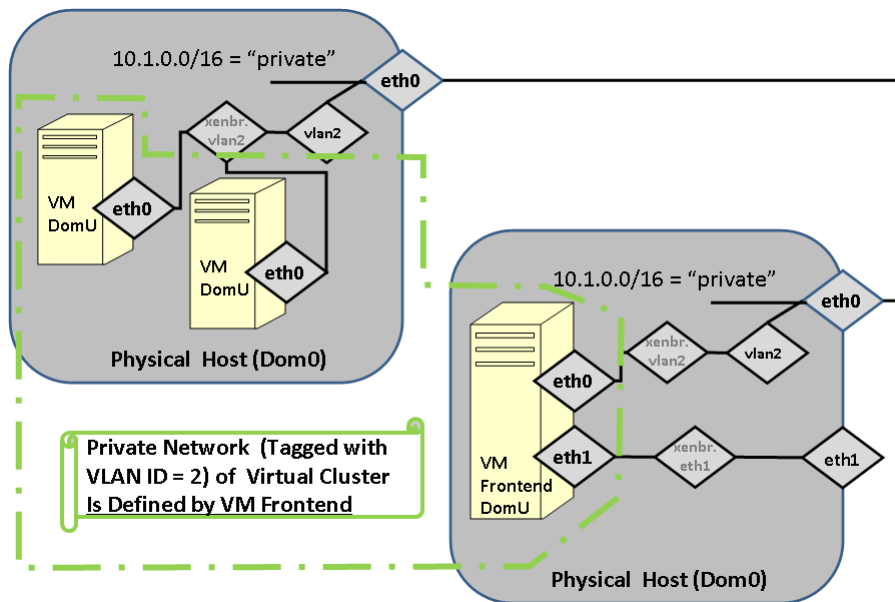 10.1.0.0/16 = “private”
eth0
xenbr.
vlan2
vlan2
VM
DomU
eth0
VM
DomU
eth0
Physical Host (Dom0)
10.1.0.0/16 = “private”
eth0
xenbr.
vlan2
vlan2
eth0
VM
Frontend
DomU
eth1
xenbr.
eth1
eth1
Physical Host (Dom0)
Private Network (Tagged with
VLAN ID = 2) of Virtual Cluster
Is Defined by VM Frontend